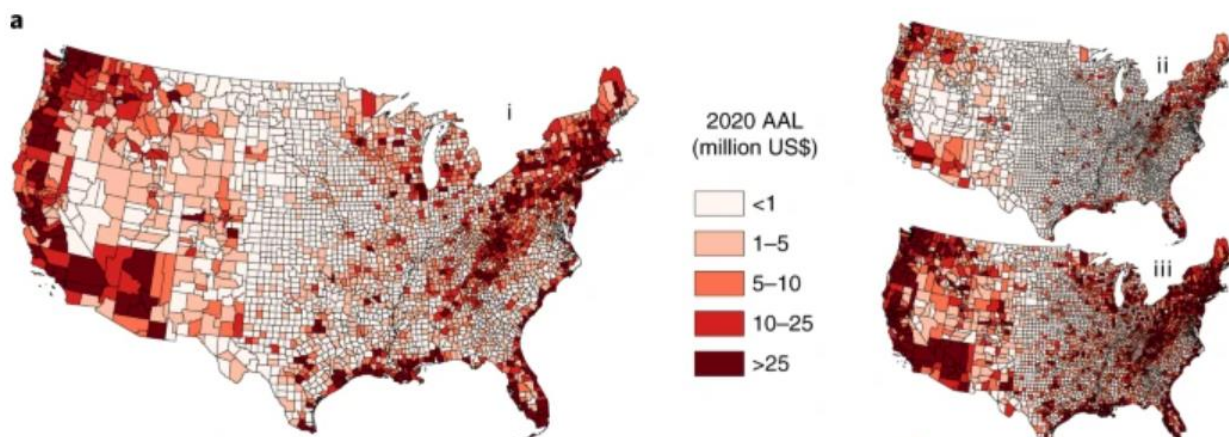 a
i
ii
iii
2020 AAL
(million US$)
<1
1–5
5–10
10–25
>25